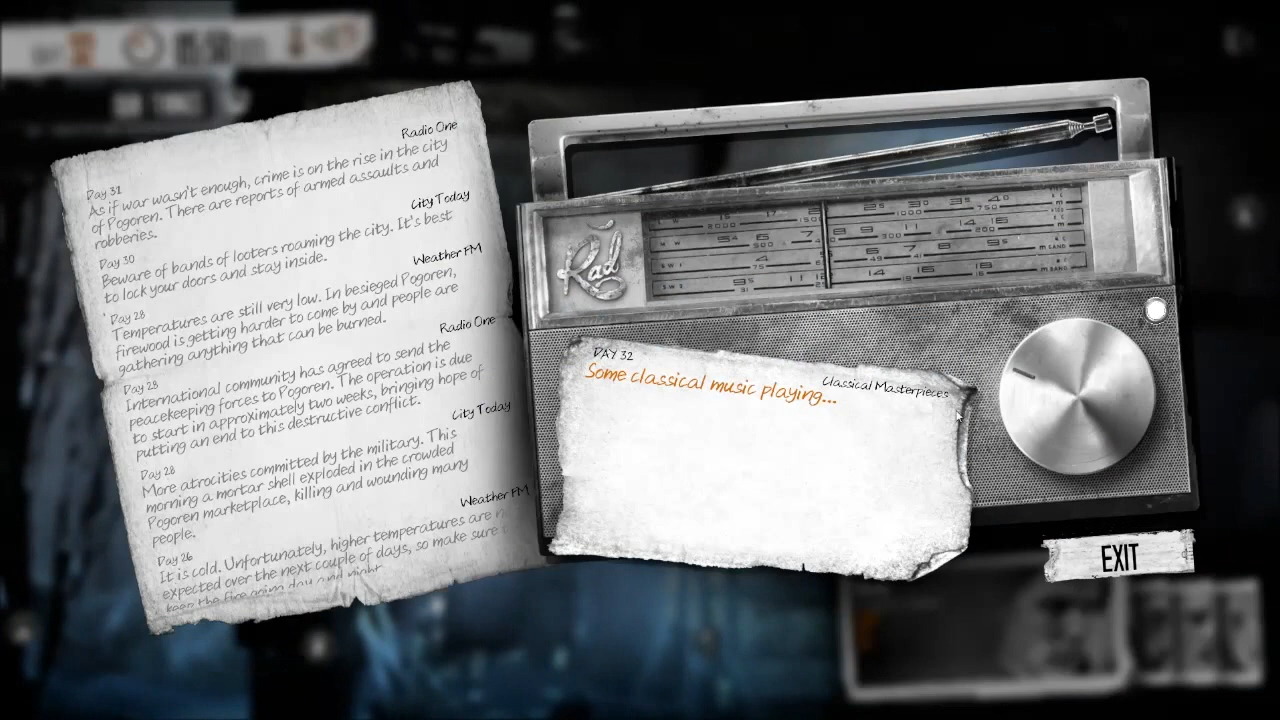 Radio One
Day 31
As if war wasn't enough, crime is on the rise in the city
of Pogoren. There are reports of armed assaults and
robberies.
City Today
Day 30
Beware of bands of looters roaming the city. It's best
to lock your doors and stay inside.
Weather FM
Day 28
Temperatures are still very low. In besieged Pogoren,
firewood is getting harder to come by and people are
gathering anything that can be burned.
Radio One
Day 28
International community has agreed to send the
peacekeeping forces to Pogoren. The operation is due
to start in approximately two weeks, bringing hope of
putting an end to this destructive conflict.
City Today
Day 28
More atrocities committed by the military. This
morning a mortar shell exploded in the crowded
Pogoren marketplace, killing and wounding many
people.
Weather FM
Day 26
It is cold. Unfortunately, higher temperatures are
expected over the next couple of days, so make sure
keep the fire going day and night
Rad
DAY 32
Classical Masterpieces
Some classical music playing...
EXIT